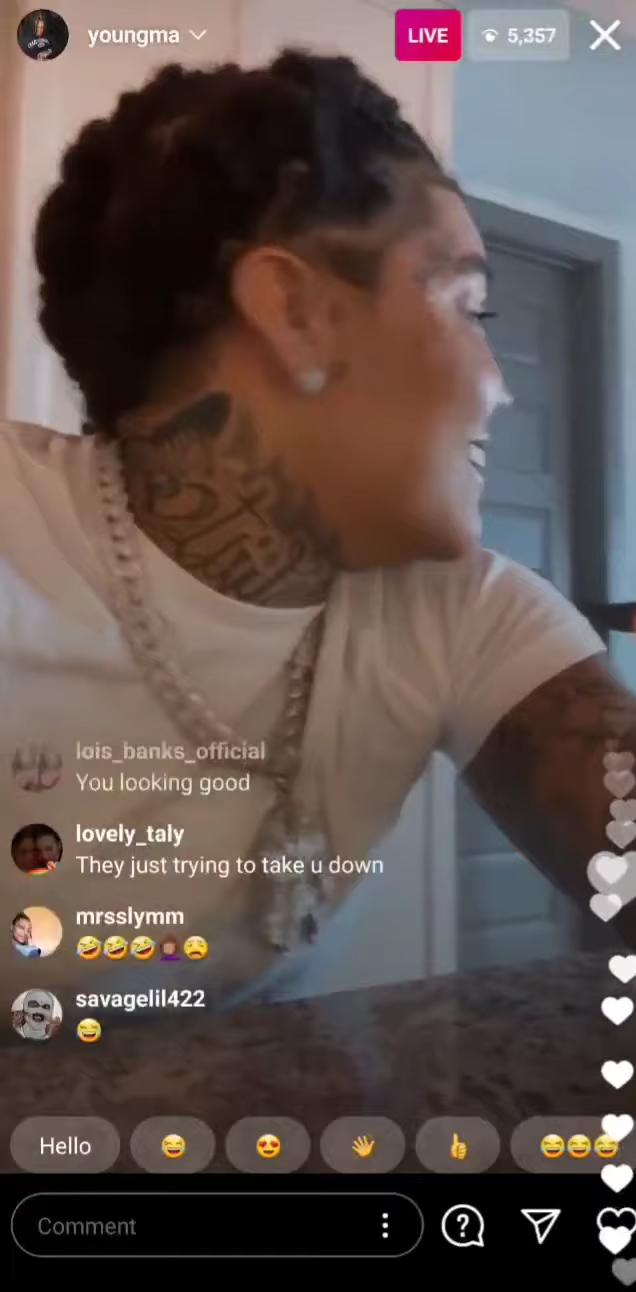 youngma
LIVE
5,357
lois_banks_official
You looking good
lovely_taly
They just trying to take u down
mrsslymm
🤣🤣🤣🤦🏽‍♀️😩
savagelil422
😂
Hello
😂
😍
👋
👍
😂😂😂
Comment